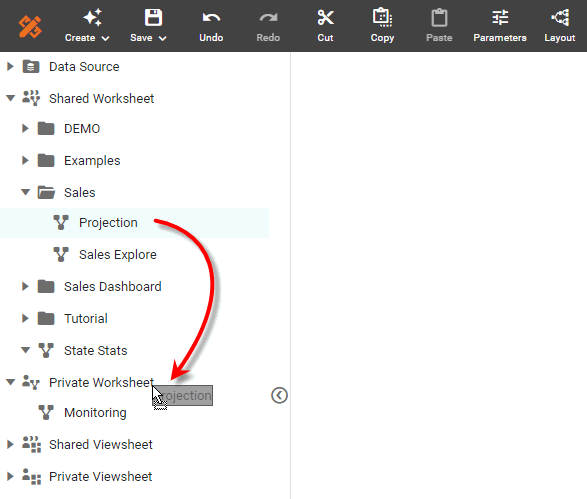 Create Save Undo Redo Cut Copy Paste Parameters Layout
Data Source
Shared Worksheet
DEMO
Examples
Sales
Projection
Sales Explore
Sales Dashboard
Tutorial
State Stats
Private Worksheet
rojection
Monitoring
Shared Viewsheet
Private Viewsheet